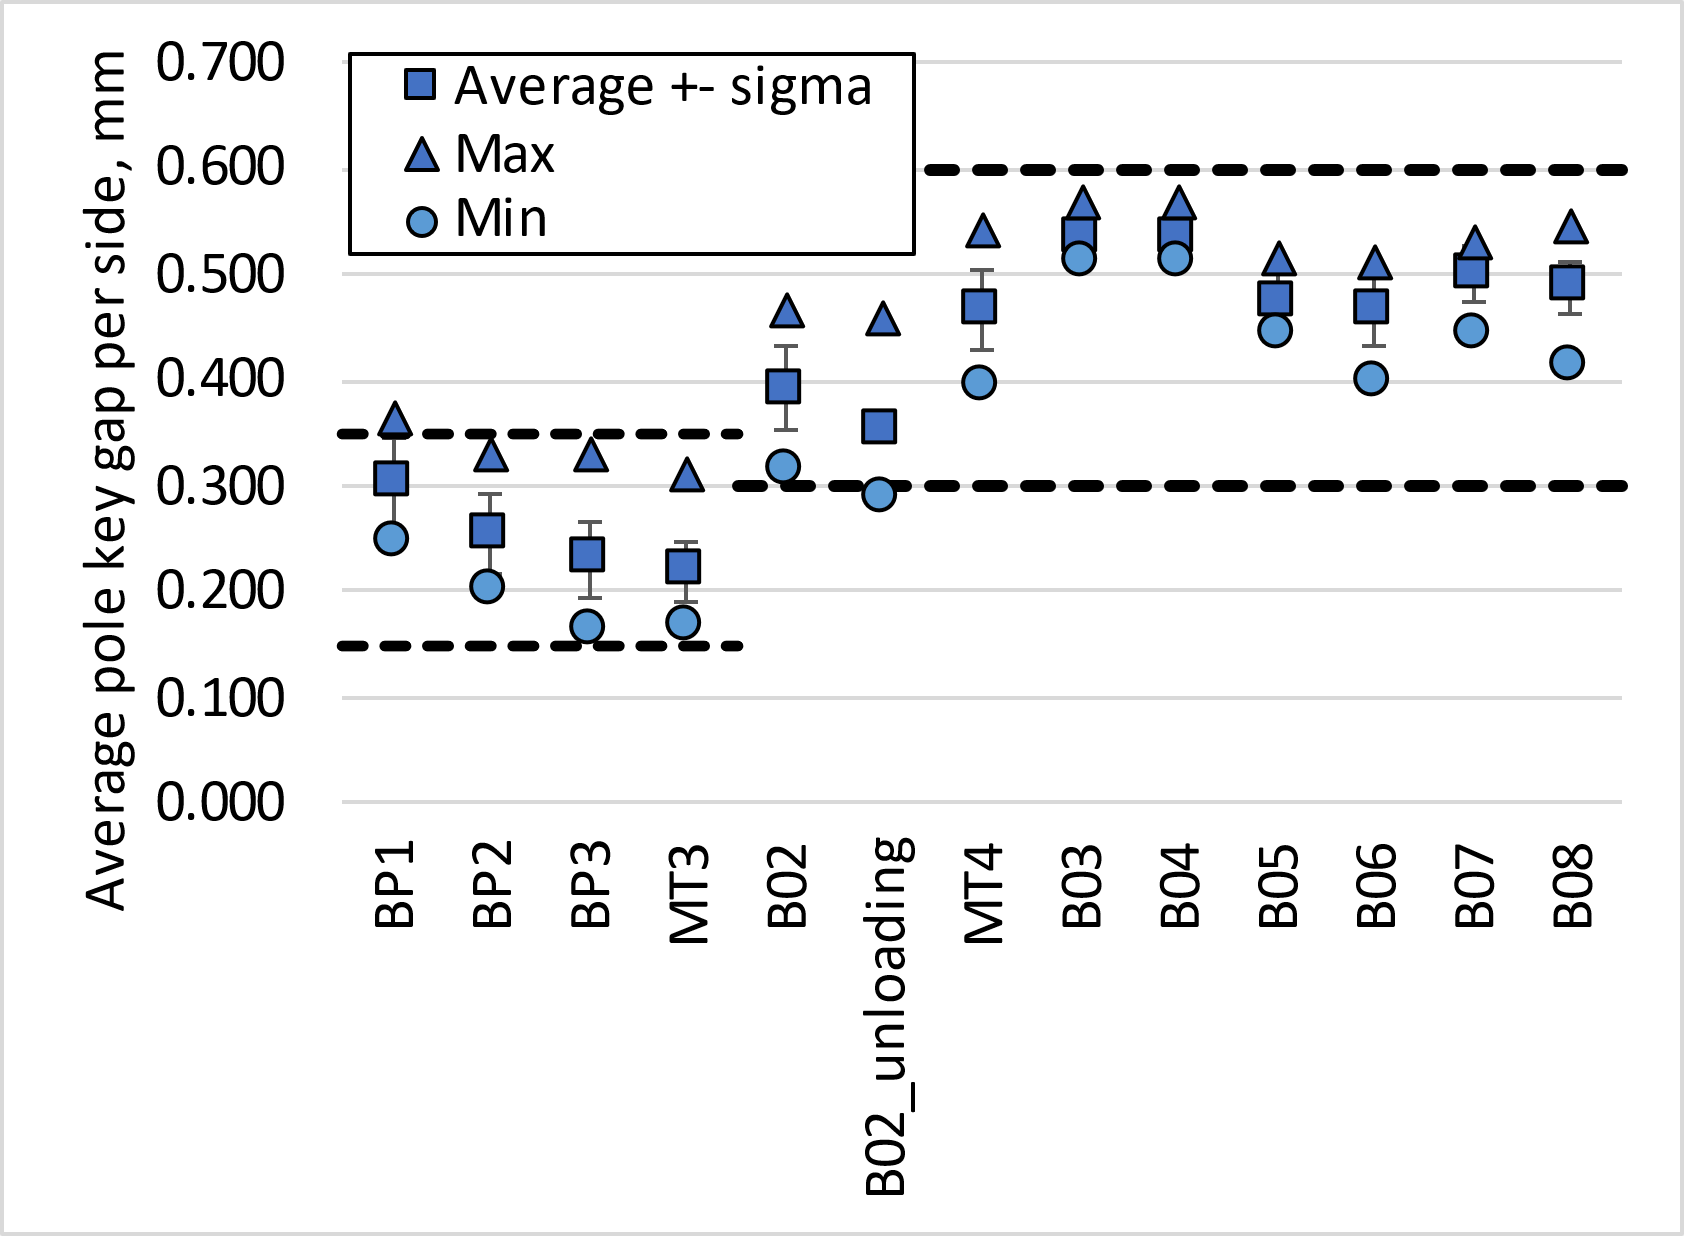 Average pole key gap per side, mm
0.700
0.600
0.500
0.400
0.300
0.200
0.100
0.000
Average +- sigma
Max
Min
BP1
BP2
BP3
MT3
B02
B02_unloading
MT4
B03
B04
B05
B06
B07
B08